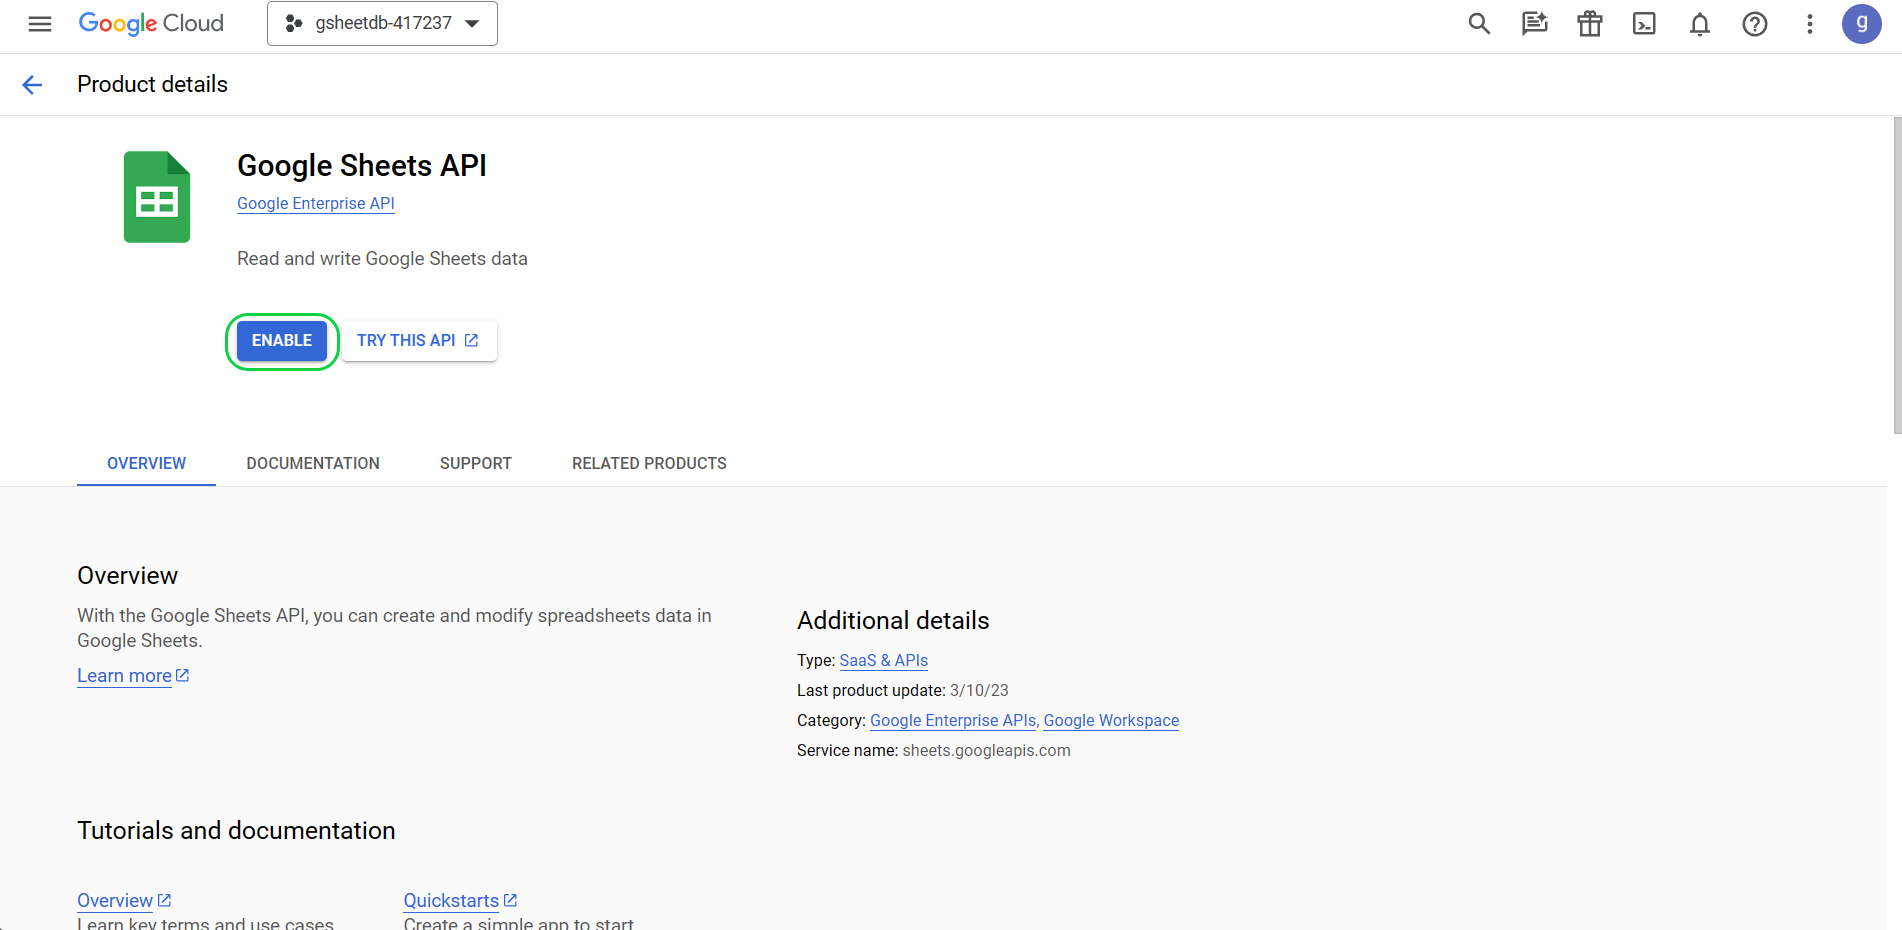 Google Cloud
gsheetdb-417237
g
Product details
Google Sheets API
Google Enterprise API
Read and write Google Sheets data
ENABLE
TRY THIS API
OVERVIEW
DOCUMENTATION
SUPPORT
RELATED PRODUCTS
Overview
With the Google Sheets API, you can create and modify spreadsheets data in
Google Sheets.
Learn more
Additional details
Type: SaaS & APIs
Last product update: 3/10/23
Category: Google Enterprise APIs, Google Workspace
Service name: sheets.googleapis.com
Tutorials and documentation
Overview
Learn key terms and use cases
Quickstarts
Create a simple app to start